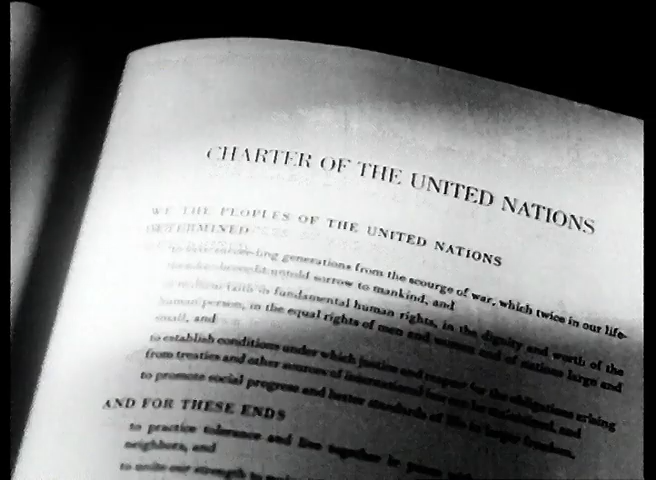 CHARTER OF THE UNITED NATIONS
WE THE PEOPLES OF THE UNITED NATIONS
DETERMINED
generations from the scourge of war, which twice in our life-
untold sorrow to mankind, and
faith in fundamental human rights, in the dignity and worth of the
human person, in the equal rights of men and women and of nations large and
small, and
to establish conditions under which justice and respect for the obligations arising
from treaties and other sources of international law can be maintained, and
to promote social progress and better standards of life in larger freedom,
AND FOR THESE ENDS
to practice tolerance and live together in peace
neighbors, and
to unite our strength to